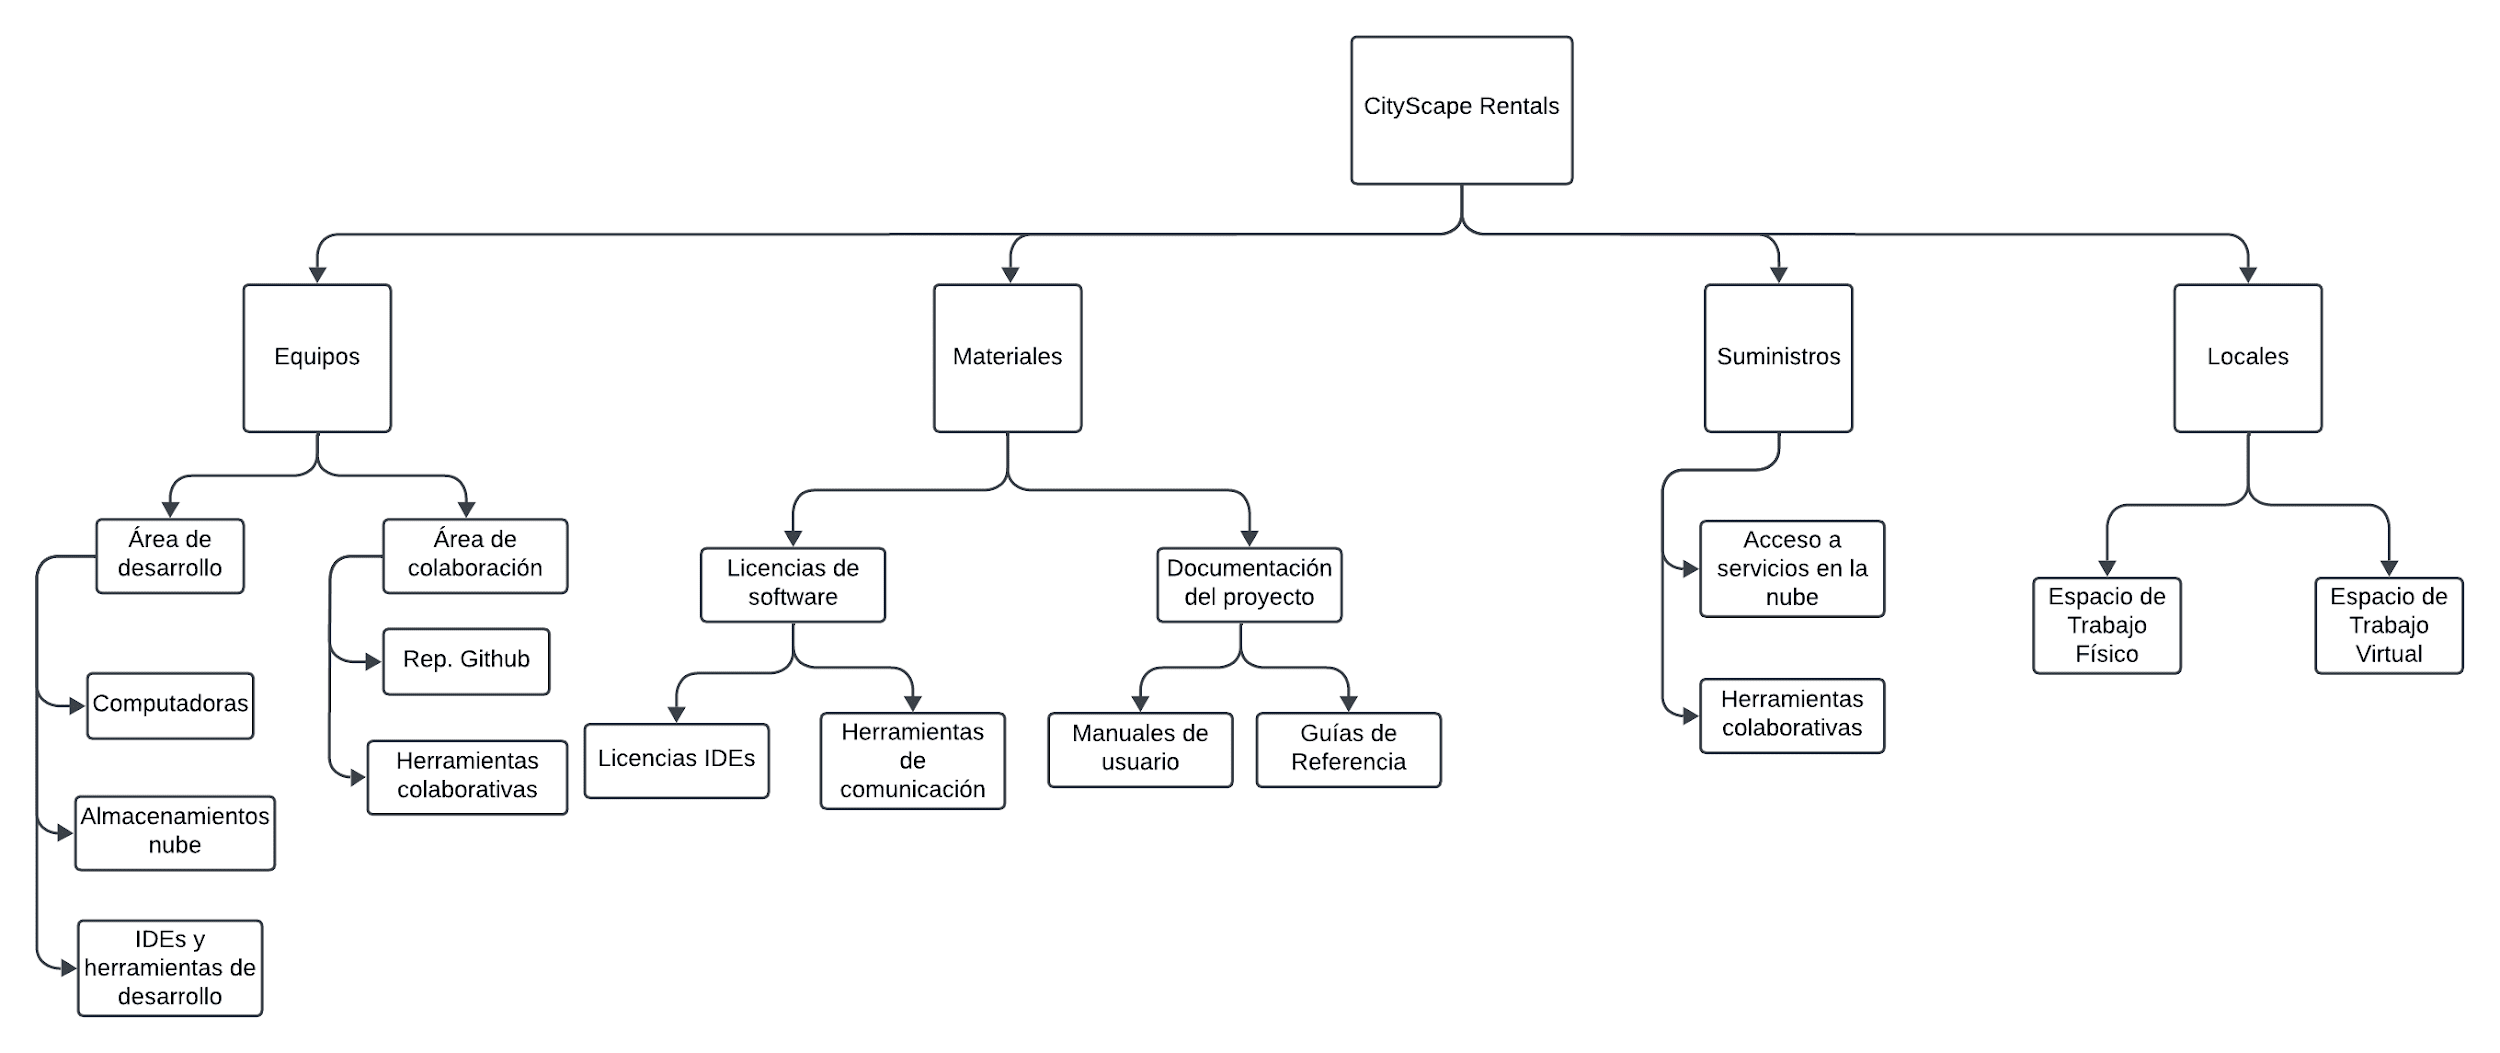 CityScape Rentals
Equipos
Materiales
Suministros
Locales
Área de
desarrollo
Computadoras
Almacenamientos
nube
IDEs y
herramientas de
desarrollo
Área de
colaboración
Rep. Github
Herramientas
colaborativas
Licencias de
software
Licencias IDEs
Herramientas
de
comunicación
Documentación
del proyecto
Manuales de
usuario
Guías de
Referencia
Acceso a
servicios en la
nube
Herramientas
colaborativas
Espacio de
Trabajo
Físico
Espacio de
Trabajo
Virtual